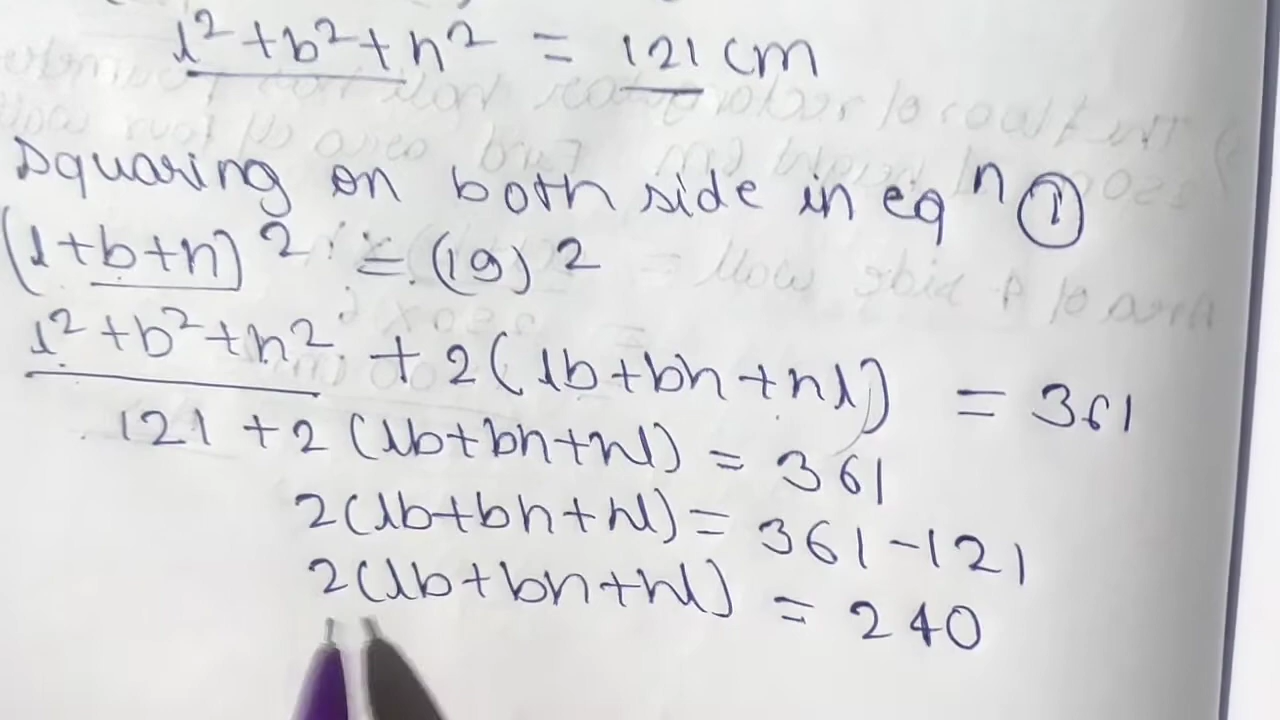 l² + b² + h² = 121 cm
Squaring on both side in eqⁿ ①
(l+b+h)² = (19)²
l² + b² + h² + 2(lb+bh+hl) = 361
121 + 2(lb+bh+hl) = 361
2(lb+bh+hl) = 361-121
2(lb+bh+hl) = 240